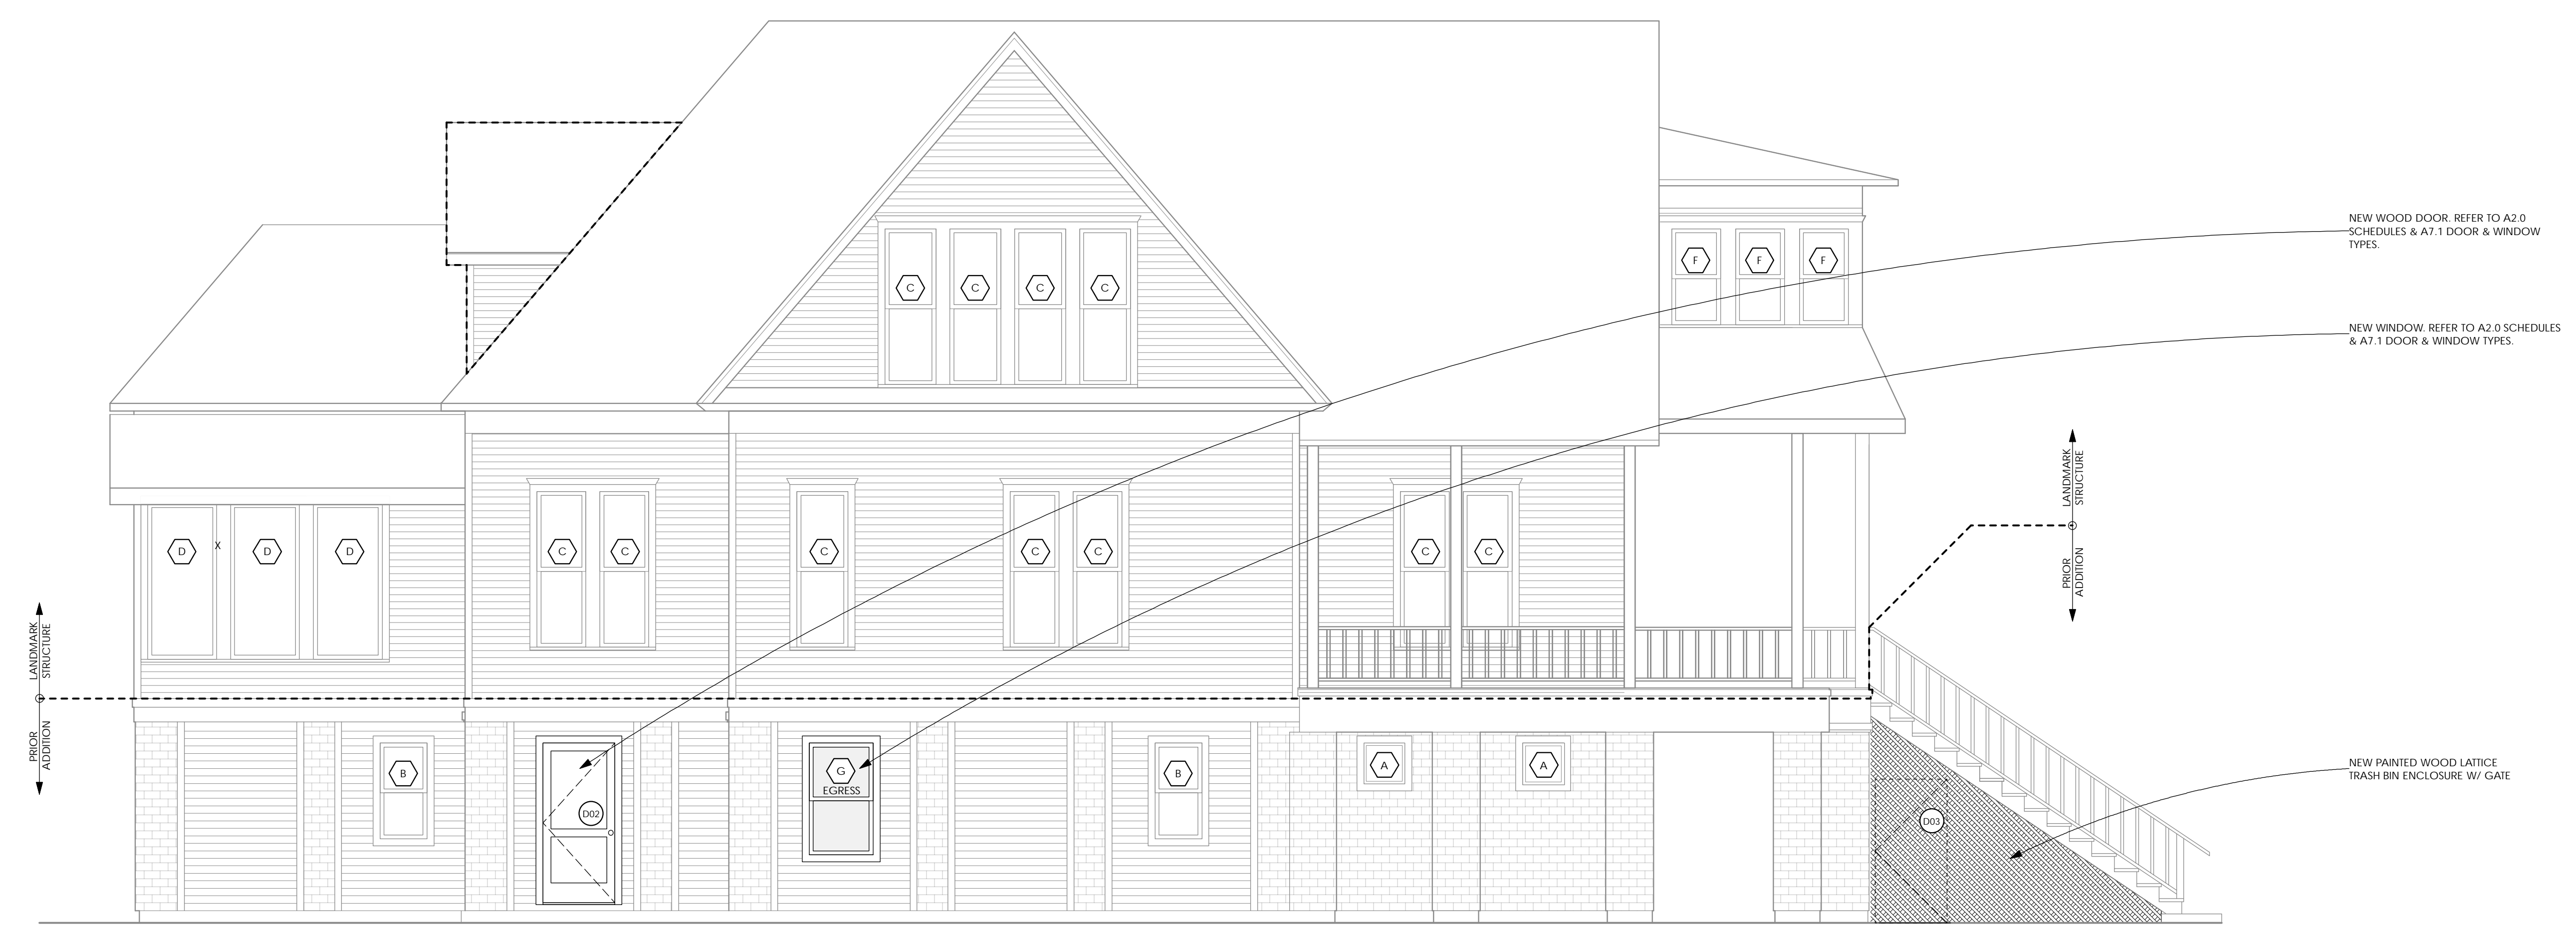 NEW WOOD DOOR. REFER TO A2.0
SCHEDULES & A7.1 DOOR & WINDOW
TYPES.
F
F
F
C
C
C
C
NEW WINDOW. REFER TO A2.0 SCHEDULES
& A7.1 DOOR & WINDOW TYPES.
LANDMARK
STRUCTURE
PRIOR
ADDITION
D
X
D
D
C
C
C
C
C
C
C
LANDMARK
STRUCTURE
PRIOR
ADDITION
B
G
EGRESS
B
A
A
NEW PAINTED WOOD LATTICE
TRASH BIN ENCLOSURE W/ GATE
D02
D03